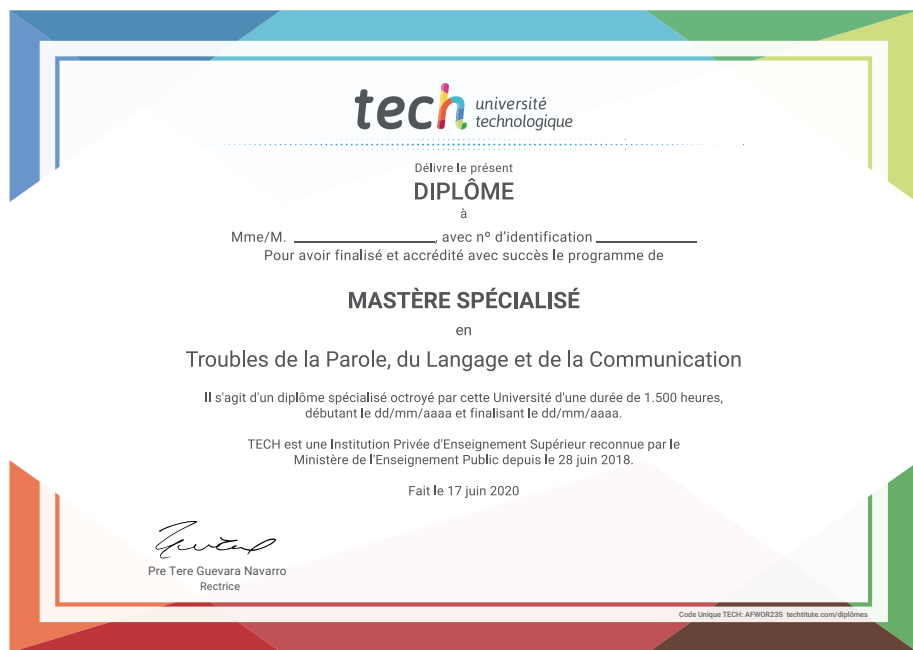 tech université
technologique
Délivre le présent
DIPLÔME
à
Mme/M. ____________, avec nº d'identification ____________
Pour avoir finalisé et accrédité avec succès le programme de
MASTÈRE SPÉCIALISÉ
en
Troubles de la Parole, du Langage et de la Communication
Il s'agit d'un diplôme spécialisé octroyé par cette Université d'une durée de 1.500 heures,
débutant le dd/mm/aaaa et finalisant le dd/mm/aaaa.
TECH est une Institution Privée d'Enseignement Supérieur reconnue par le
Ministère de l'Enseignement Public depuis le 28 juin 2018.
Fait le 17 juin 2020
Pre Tere Guevara Navarro
Rectrice
Code Unique TECH: AFWOR23S techtitute.com/diplômes